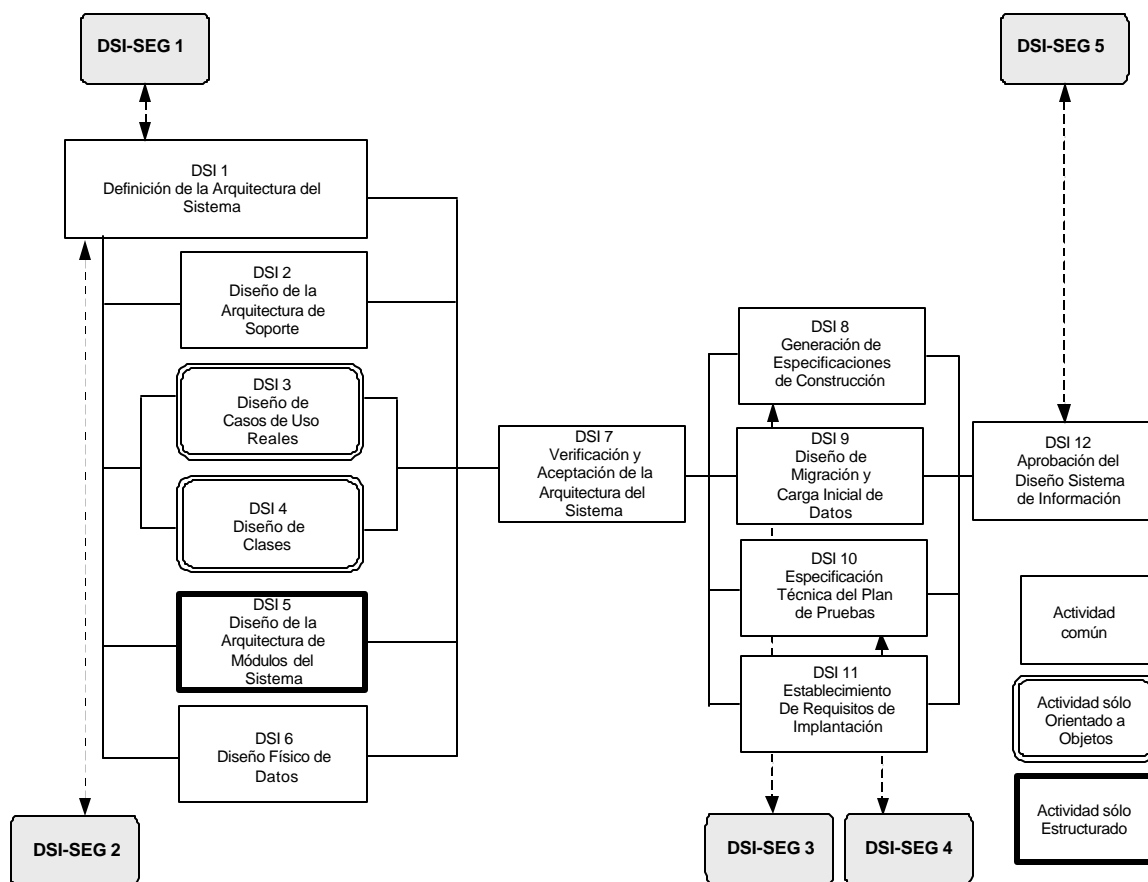 DSI-SEG 1
DSI-SEG 5
DSI 1
Definición de la Arquitectura del
Sistema
DSI 2
Diseño de la
Arquitectura de
Soporte
DSI 3
Diseño de
Casos de Uso
Reales
DSI 4
Diseño de
Clases
DSI 5
Diseño de la
Arquitectura de
Módulos del
Sistema
DSI 6
Diseño Físico de
Datos
DSI 7
Verificación y
Aceptación de la
Arquitectura del
Sistema
DSI 8
Generación de
Especificaciones
de Construcción
DSI 9
Diseño de
Migración y
Carga Inicial de
Datos
DSI 10
Especificación
Técnica del Plan
de Pruebas
DSI 11
Establecimiento
De Requisitos de
Implantación
DSI 12
Aprobación del
Diseño Sistema
de Información
Actividad
común
Actividad sólo
Orientado a
Objetos
Actividad sólo
Estructurado
DSI-SEG 2
DSI-SEG 3
DSI-SEG 4